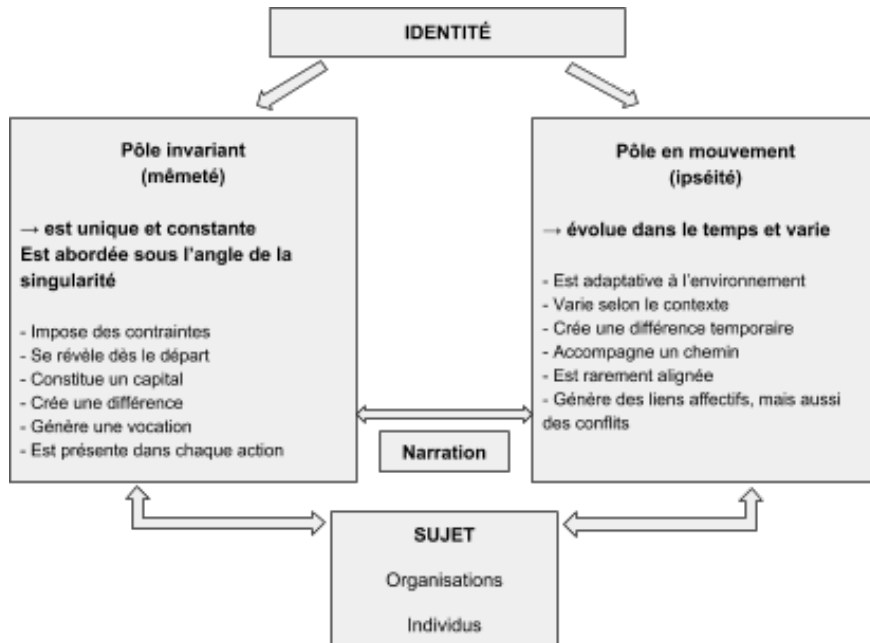 IDENTITÉ
Pôle invariant
(mêmeté)
→ est unique et constante
Est abordée sous l'angle de la
singularité
- Impose des contraintes
- Se révèle dès le départ
- Constitue un capital
- Crée une différence
- Génère une vocation
- Est présente dans chaque action
Pôle en mouvement
(ipséité)
→ évolue dans le temps et varie
- Est adaptative à l'environnement
- Varie selon le contexte
- Crée une différence temporaire
- Accompagne un chemin
- Est rarement alignée
- Génère des liens affectifs, mais aussi
des conflits
Narration
SUJET
Organisations
Individus